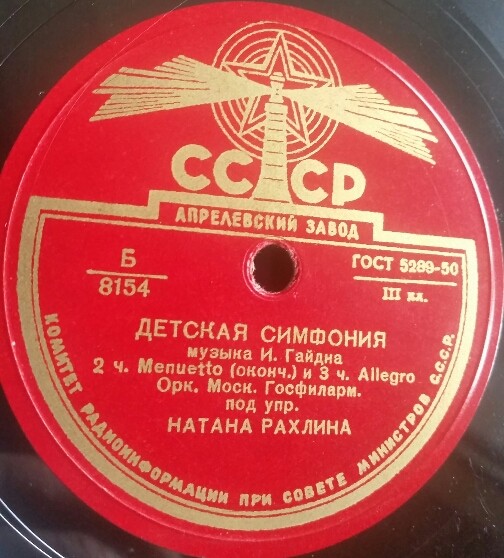 СССР
АПРЕЛЕВСКИЙ ЗАВОД
Б
8154
ГОСТ 5289-50
III кл.
ДЕТСКАЯ СИМФОНИЯ
музыка И. Гайдна
2 ч. Menuetto (оконч.) и 3 ч. Allegro
Орк. Моск. Госфиларм.
под упр.
НАТАНА РАХЛИНА
КОМИТЕТ РАДИОИНФОРМАЦИИ ПРИ СОВЕТЕ МИНИСТРОВ С.С.С.Р.